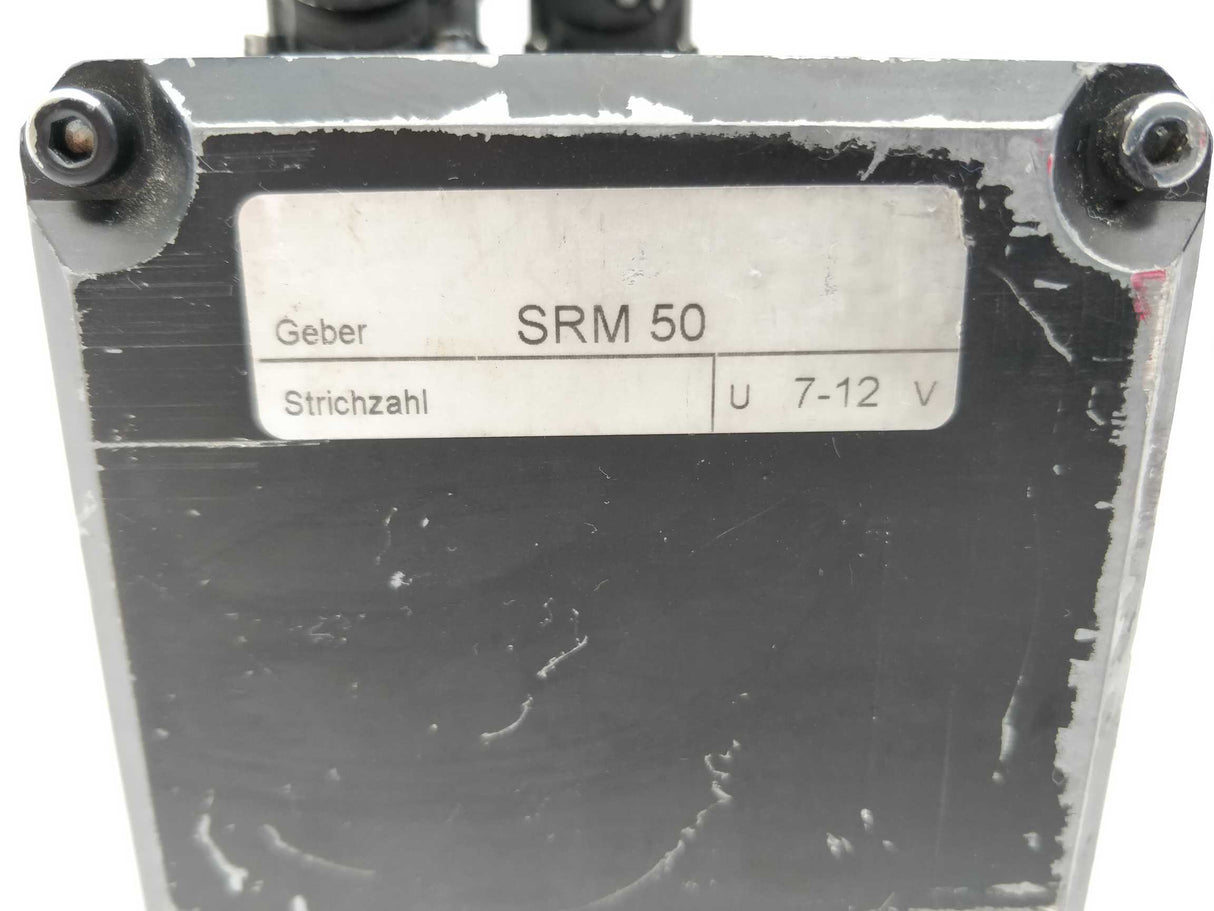 Geber SRM 50
Strichzahl U 7-12 V